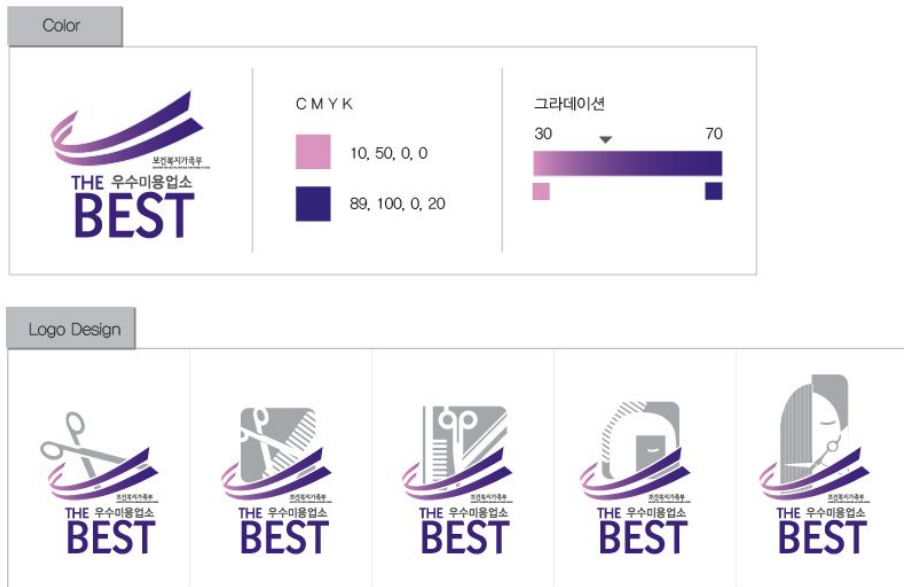 Color
C M Y K
10, 50, 0, 0
89, 100, 0, 20
그라데이션
30 70
보건복지가족부
THE 우수미용업소
BEST
Logo Design
보건복지가족부
THE 우수미용업소
BEST
보건복지가족부
THE 우수미용업소
BEST
보건복지가족부
THE 우수미용업소
BEST
보건복지가족부
THE 우수미용업소
BEST
보건복지가족부
THE 우수미용업소
BEST